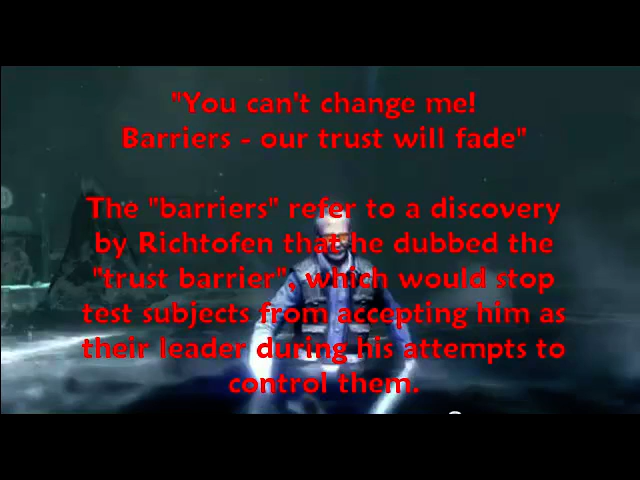 "You can't change me!
Barriers - our trust will fade"
The "barriers" refer to a discovery
by Richtofen that he dubbed the
"trust barrier", which would stop
test subjects from accepting him as
their leader during his attempts to
control them.